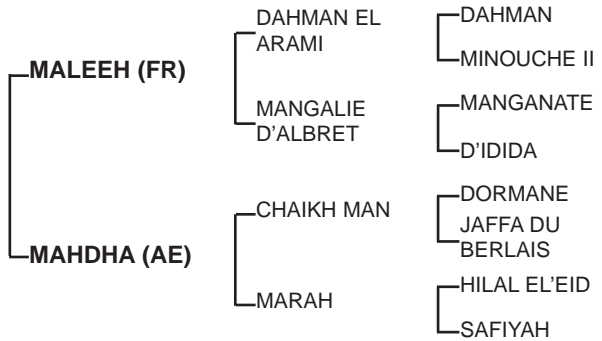 DAHMAN EL
ARAMI
DAHMAN
MINOUCHE II
MALEEH (FR)
MANGALIE
D'ALBRET
MANGANATE
D'IDIDA
CHAIKH MAN
DORMANE
JAFFA DU
BERLAIS
MAHDHA (AE)
MARAH
HILAL EL'EID
SAFIYAH